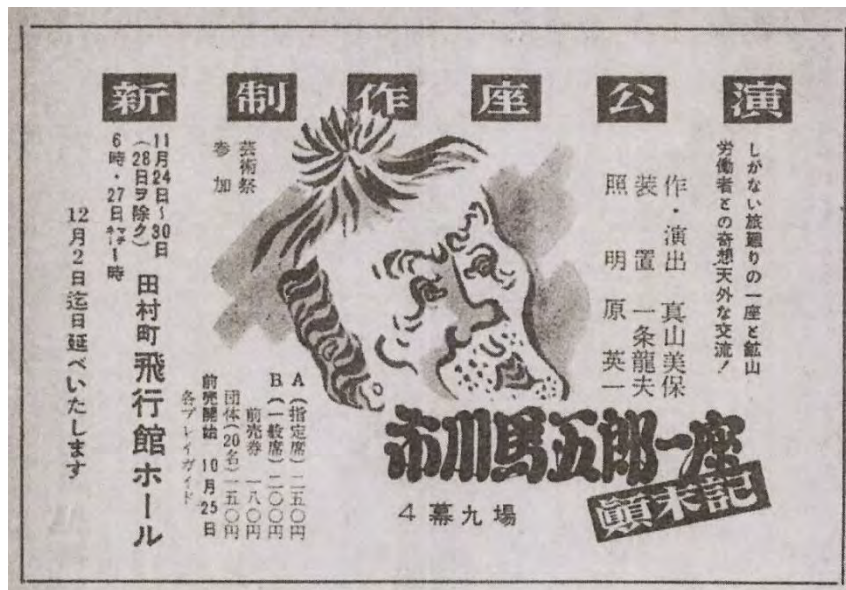 新制作座公演
しがない旅廻りの一座と鉱山
労働者との奇想天外な交流！
作・演出 真山美保
装置 一条龍夫
照明 原英一
芸術祭
参加
市川馬五郎一座
顛末記
4幕九場
A(指定席)二五〇円
B(一般席)二〇〇円
前売券 一八〇円
団体(20名)一五〇円
前売開始 10月25日
各プレイガイド
11月24日~30日
(28日ヲ除ク)
6時・27日マチネー1時
田村町飛行館ホール
12月2日迄日延べいたします